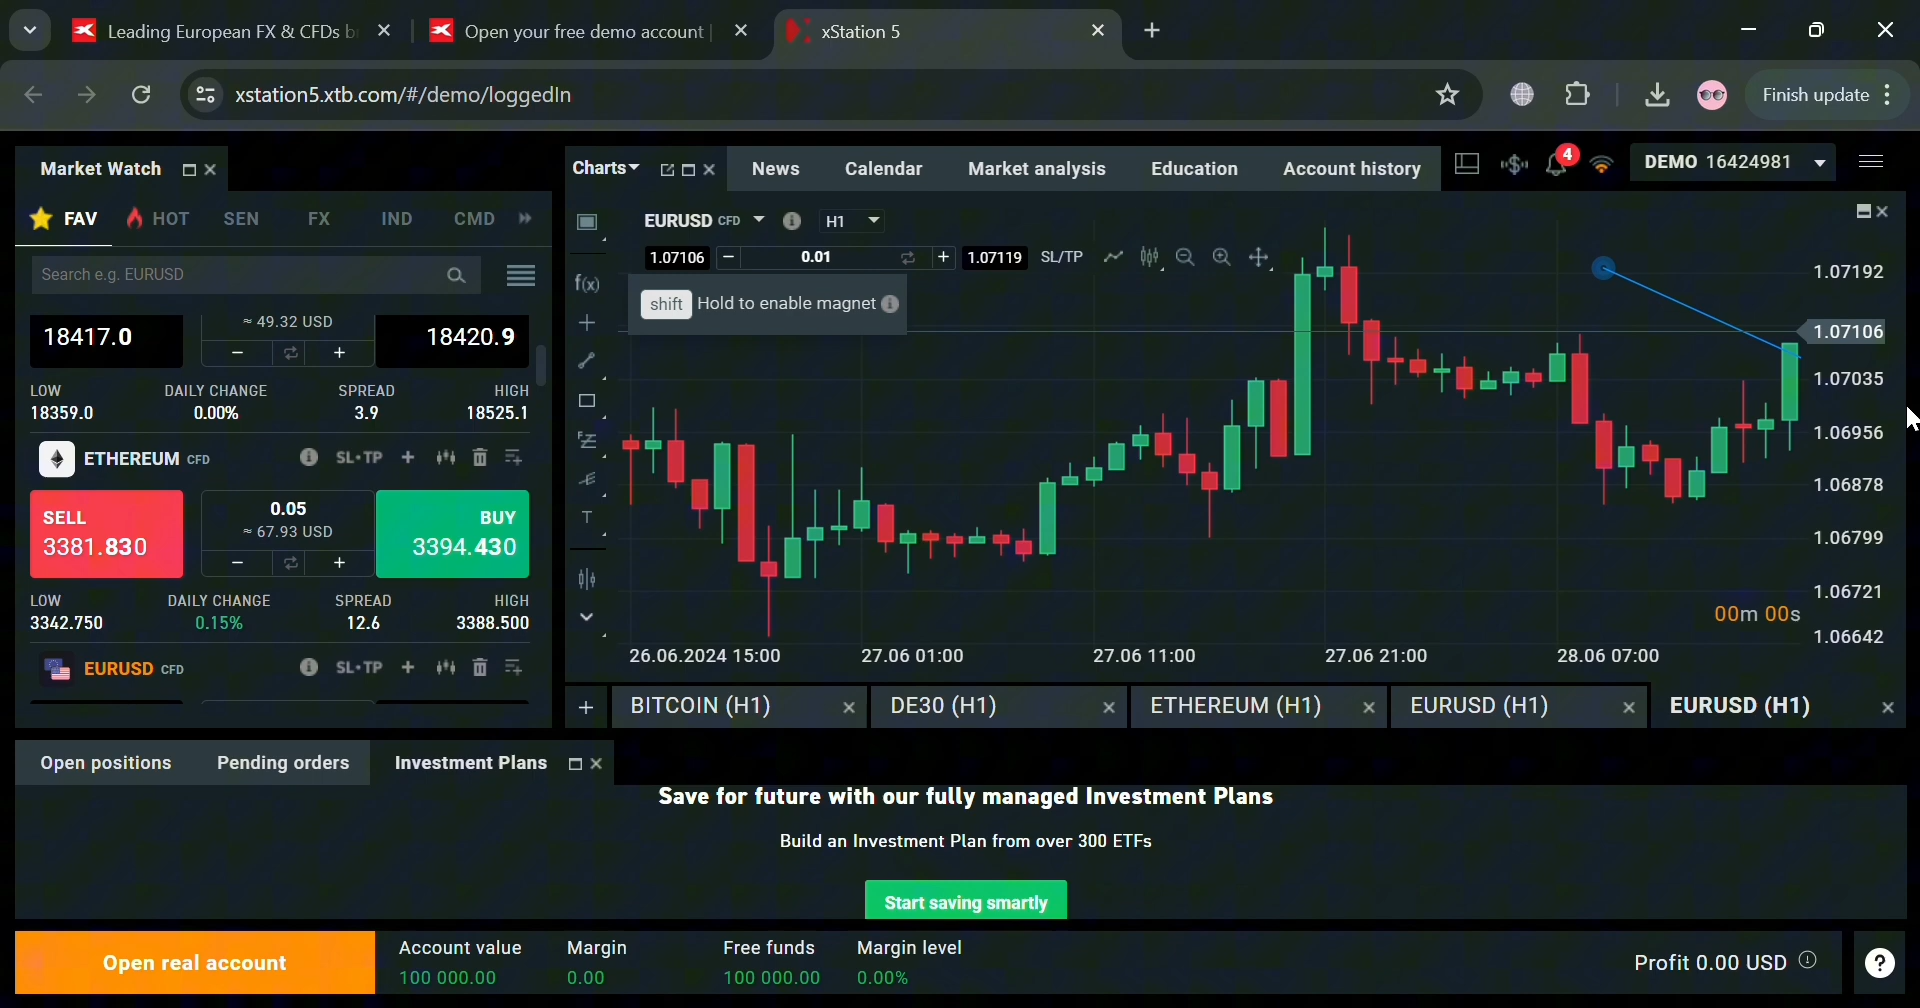 Leading European FX & CFDs br
Open your free demo account
xStation 5
xstation5.xtb.com/#/demo/loggedIn
Finish update
Market Watch
Charts
News
Calendar
Market analysis
Education
Account history
4
DEMO 16424981
FAV
HOT
SEN
FX
IND
CMD
Search e.g. EURUSD
18417.0
≈ 49.32 USD
18420.9
LOW
DAILY CHANGE
SPREAD
HIGH
18359.0
0.00%
3.9
18525.1
ETHEREUM CFD
SL•TP
SELL
3381.830
0.05
≈ 67.93 USD
BUY
3394.430
LOW
DAILY CHANGE
SPREAD
HIGH
3342.750
0.15%
12.6
3388.500
EURUSD CFD
SL•TP
EURUSD CFD
H1
1.07106
0.01
1.07119
SL/TP
f(x)
T
shift Hold to enable magnet
1.07192
1.07106
1.07035
1.06956
1.06878
1.06799
1.06721
1.06642
00m 00s
26.06.2024 15:00
27.06 01:00
27.06 11:00
27.06 21:00
28.06 07:00
BITCOIN (H1)
DE30 (H1)
ETHEREUM (H1)
EURUSD (H1)
EURUSD (H1)
Open positions
Pending orders
Investment Plans
Save for future with our fully managed Investment Plans
Build an Investment Plan from over 300 ETFs
Start saving smartly
Open real account
Account value
Margin
Free funds
Margin level
100 000.00
0.00
100 000.00
0.00%
Profit 0.00 USD
?